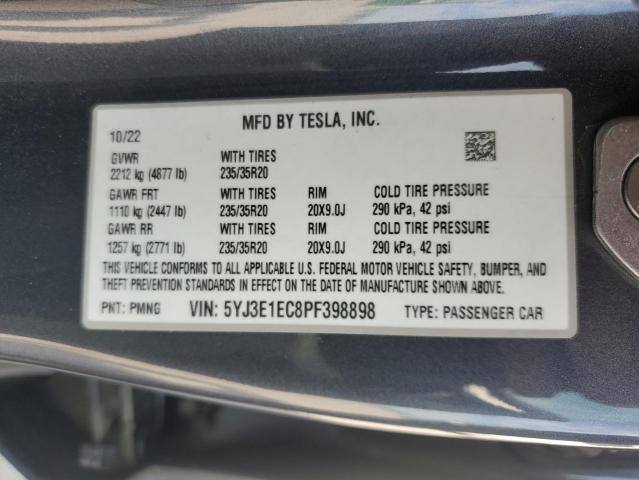 MFD BY TESLA, INC.
10/22
GVWR WITH TIRES
2212 kg (4877 lb) 235/35R20
GAWR FRT WITH TIRES RIM COLD TIRE PRESSURE
1110 kg (2447 lb) 235/35R20 20X9.0J 290 kPa, 42 psi
GAWR RR WITH TIRES RIM COLD TIRE PRESSURE
1257 kg (2771 lb) 235/35R20 20X9.0J 290 kPa, 42 psi
THIS VEHICLE CONFORMS TO ALL APPLICABLE U.S. FEDERAL MOTOR VEHICLE SAFETY, BUMPER, AND
THEFT PREVENTION STANDARDS IN EFFECT ON THE DATE OF MANUFACTURE SHOWN ABOVE.
PNT: PMNG VIN: 5YJ3E1EC8PF398898 TYPE: PASSENGER CAR